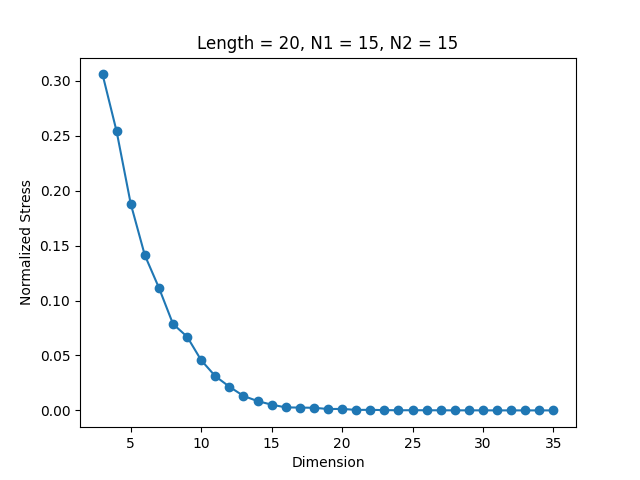 Length = 20, N1 = 15, N2 = 15
0.30
0.25
0.20
0.15
0.10
0.05
0.00
Normalized Stress
5 10 15 20 25 30 35
Dimension